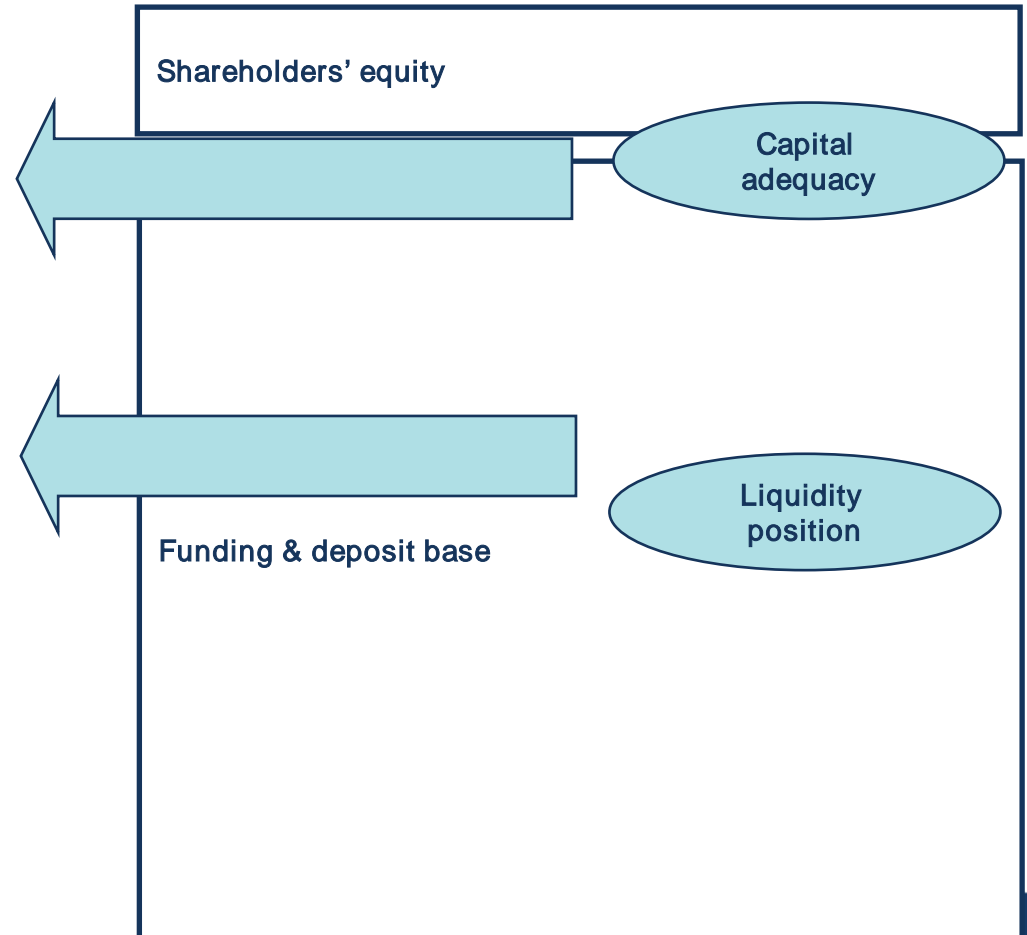 Shareholders’ equity
Capital
adequacy
Liquidity
position
Funding & deposit base